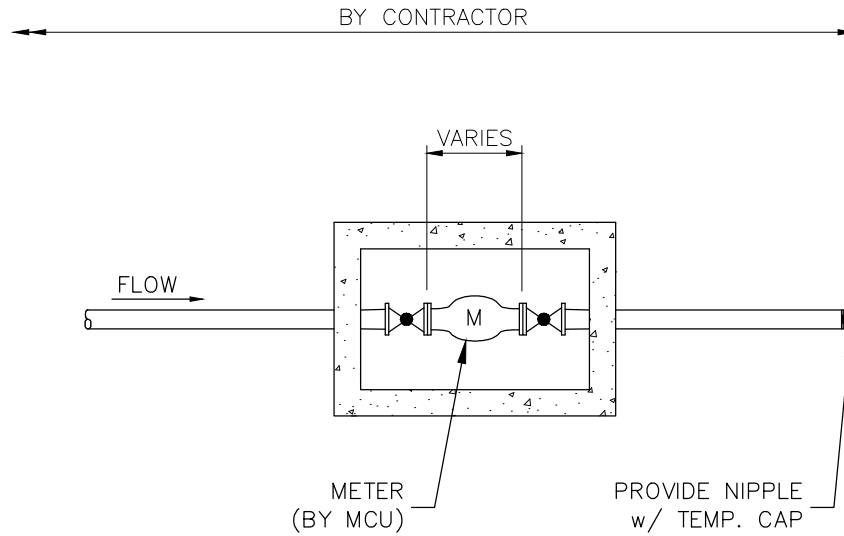 BY CONTRACTOR
VARIES
FLOW
M
METER
(BY MCU)
PROVIDE NIPPLE
w/ TEMP. CAP